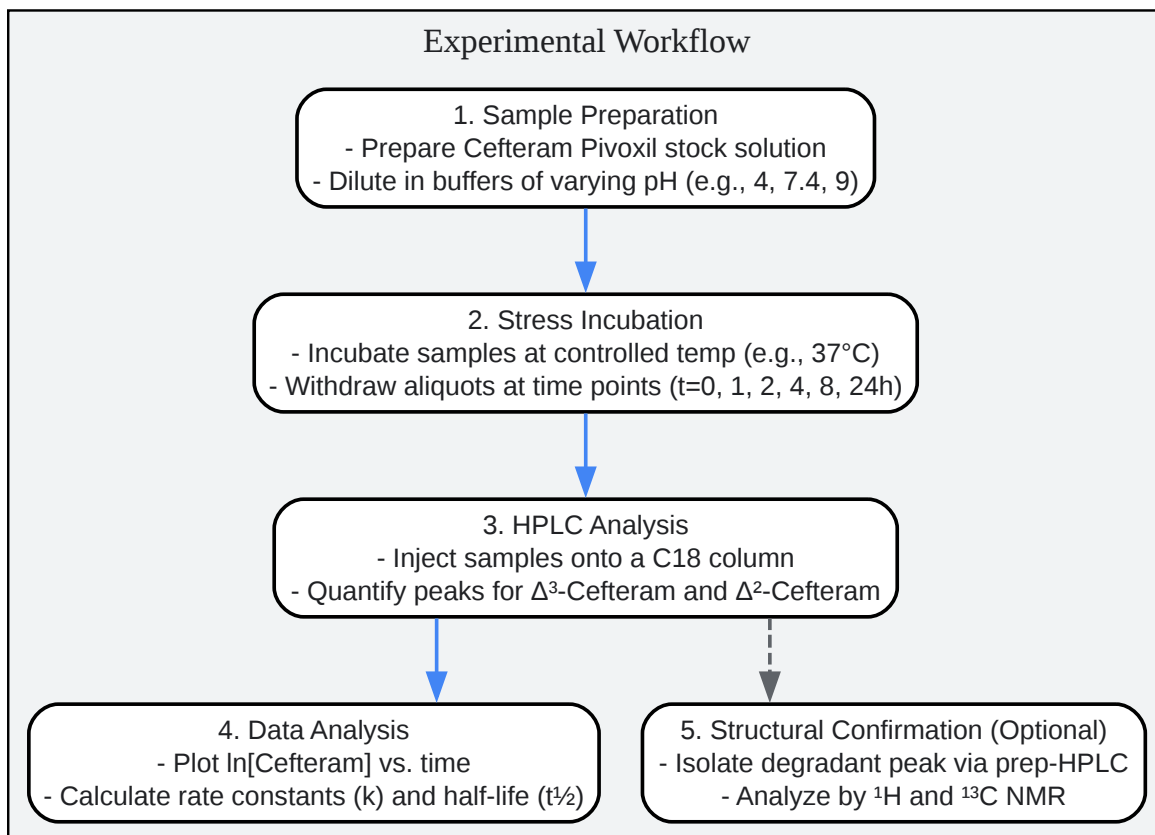 Experimental Workflow
1. Sample Preparation
- Prepare Cefteram Pivoxil stock solution
- Dilute in buffers of varying pH (e.g., 4, 7.4, 9)
2. Stress Incubation
- Incubate samples at controlled temp (e.g., 37°C)
- Withdraw aliquots at time points (t=0, 1, 2, 4, 8, 24h)
3. HPLC Analysis
- Inject samples onto a C18 column
- Quantify peaks for Δ³-Cefteram and Δ²-Cefteram
4. Data Analysis
- Plot ln[Cefteram] vs. time
- Calculate rate constants (k) and half-life (t½)
5. Structural Confirmation (Optional)
- Isolate degradant peak via prep-HPLC
- Analyze by ¹H and ¹³C NMR